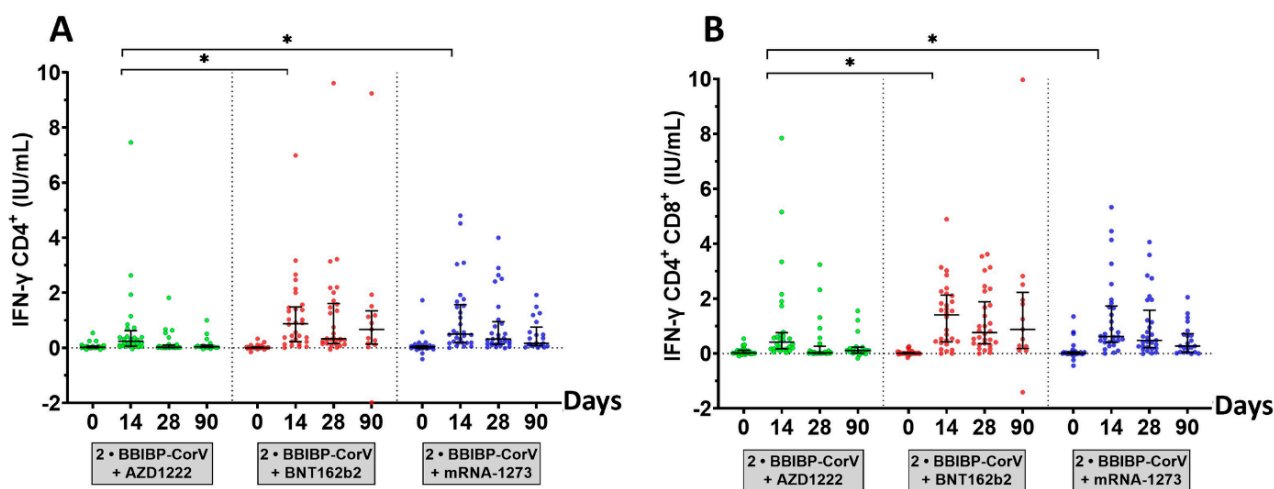 A
*
*
IFN-γ CD4⁺ (IU/mL)
10
8
6
4
2
0
-2
0 14 28 90 0 14 28 90 0 14 28 90 Days
2 • BBIBP-CorV
+ AZD1222
2 • BBIBP-CorV
+ BNT162b2
2 • BBIBP-CorV
+ mRNA-1273
B
*
*
IFN-γ CD4⁺ CD8⁺ (IU/mL)
10
8
6
4
2
0
-2
0 14 28 90 0 14 28 90 0 14 28 90 Days
2 • BBIBP-CorV
+ AZD1222
2 • BBIBP-CorV
+ BNT162b2
2 • BBIBP-CorV
+ mRNA-1273